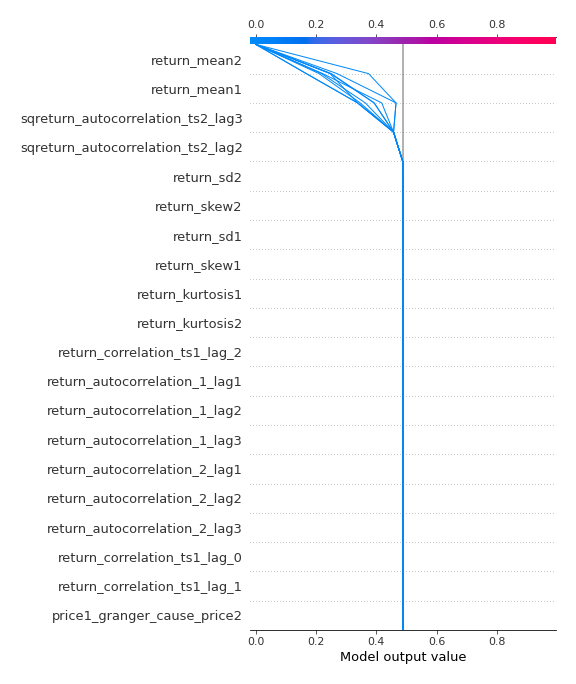 0.0 0.2 0.4 0.6 0.8
return_mean2
return_mean1
sqreturn_autocorrelation_ts2_lag3
sqreturn_autocorrelation_ts2_lag2
return_sd2
return_skew2
return_sd1
return_skew1
return_kurtosis1
return_kurtosis2
return_correlation_ts1_lag_2
return_autocorrelation_1_lag1
return_autocorrelation_1_lag2
return_autocorrelation_1_lag3
return_autocorrelation_2_lag1
return_autocorrelation_2_lag2
return_autocorrelation_2_lag3
return_correlation_ts1_lag_0
return_correlation_ts1_lag_1
price1_granger_cause_price2
0.0 0.2 0.4 0.6 0.8
Model output value